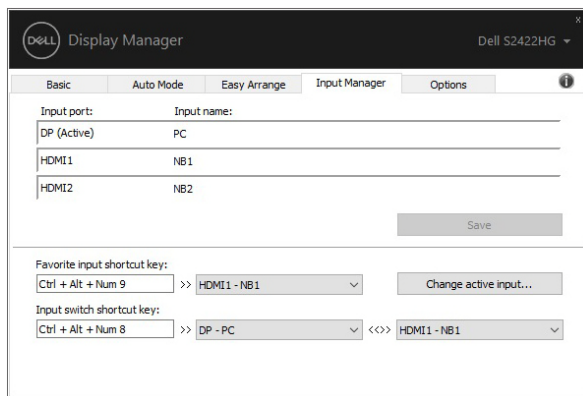 DELL Display Manager
x
Dell S2422HG
Basic Auto Mode Easy Arrange Input Manager Options
Input port: Input name:
DP (Active) PC
HDMI1 NB1
HDMI2 NB2
Save
Favorite input shortcut key:
Ctrl + Alt + Num 9 >> HDMI1 - NB1 Change active input...
Input switch shortcut key:
Ctrl + Alt + Num 8 >> DP - PC <<>> HDMI1 - NB1